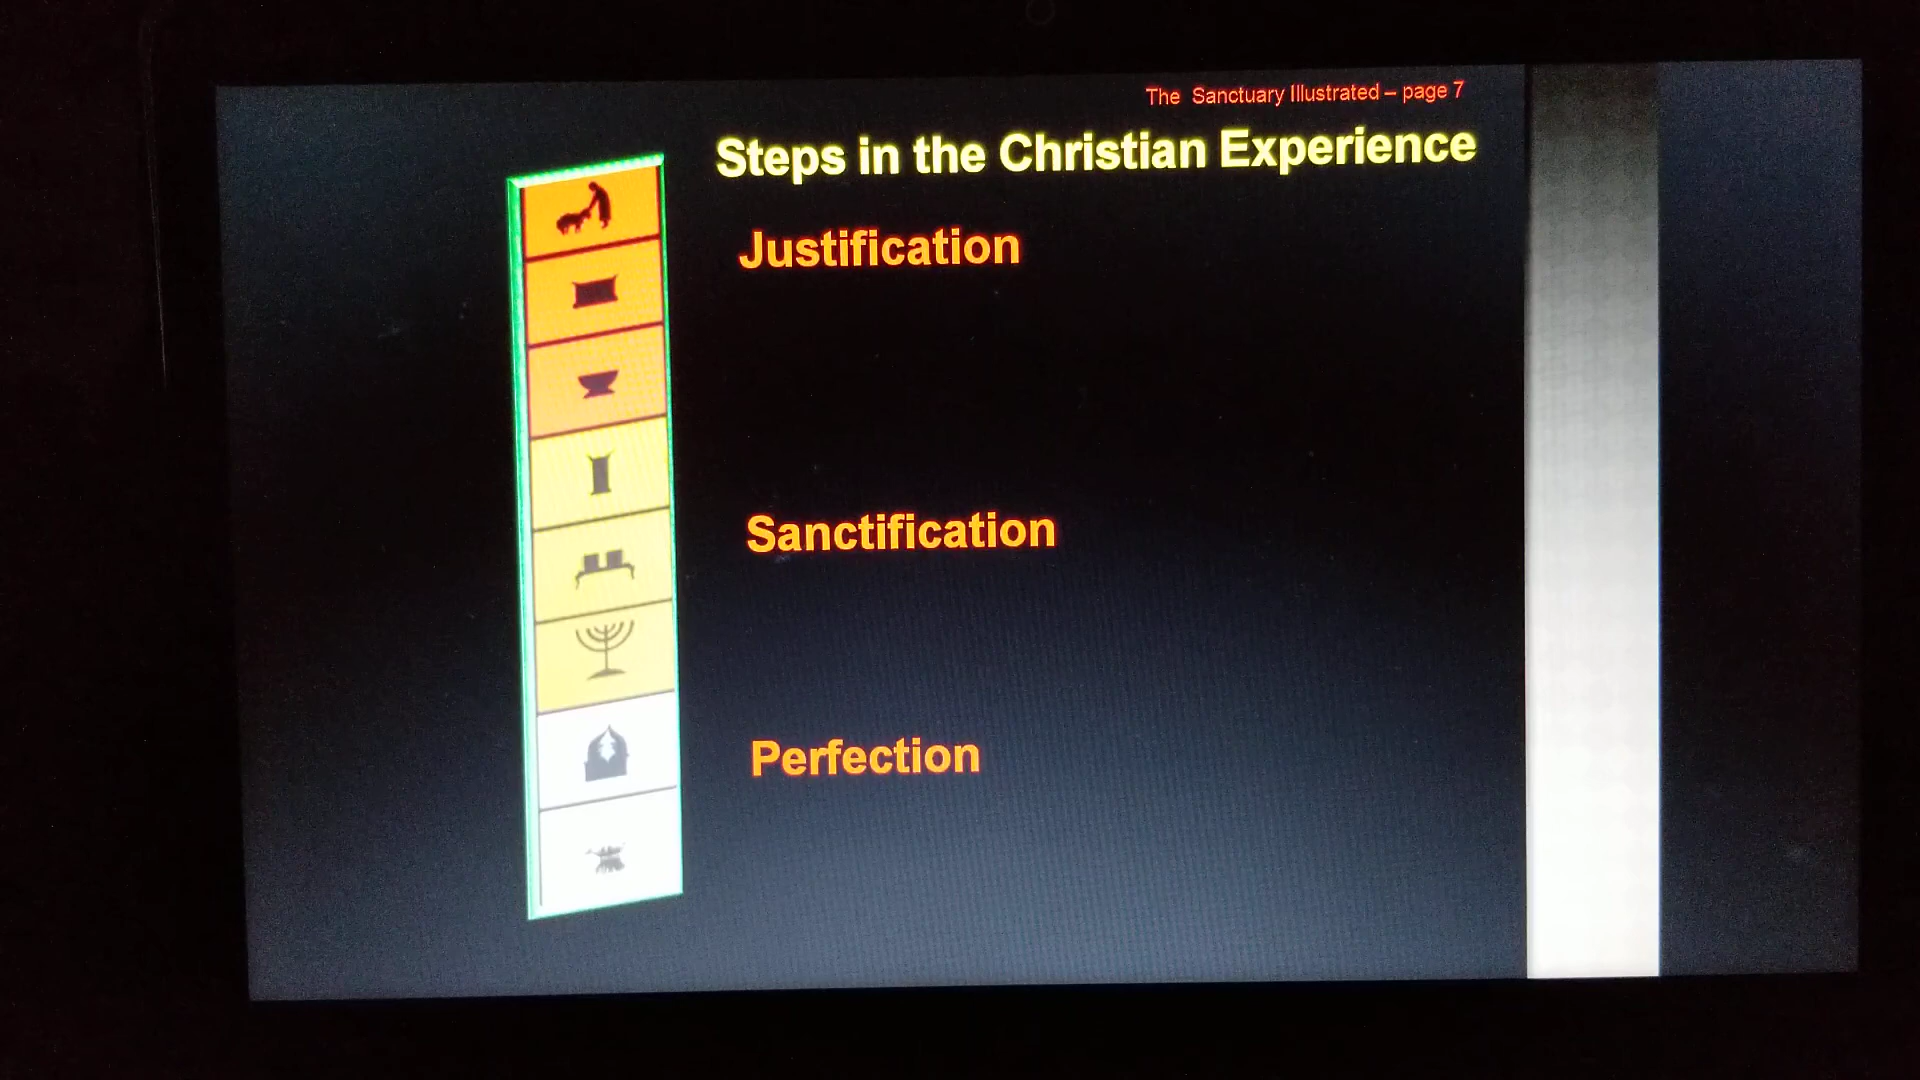 The Sanctuary Illustrated – page 7
Steps in the Christian Experience
Justification
Sanctification
Perfection